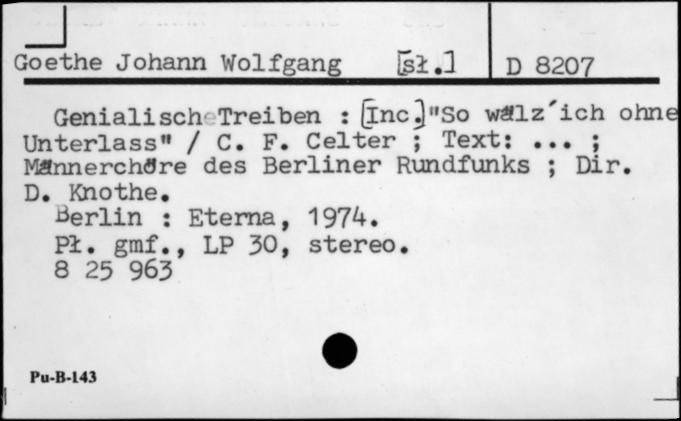 Goethe Johann Wolfgang [sł.] D 8207
Genialische Treiben : [Inc.] "So wälz´ich ohne
Unterlass" / C. F. Celter ; Text: ... ;
Männerchöre des Berliner Rundfunks ; Dir.
D. Knothe.
Berlin : Eterna, 1974.
Pł. gmf., LP 30, stereo.
8 25 963
Pu-B-143